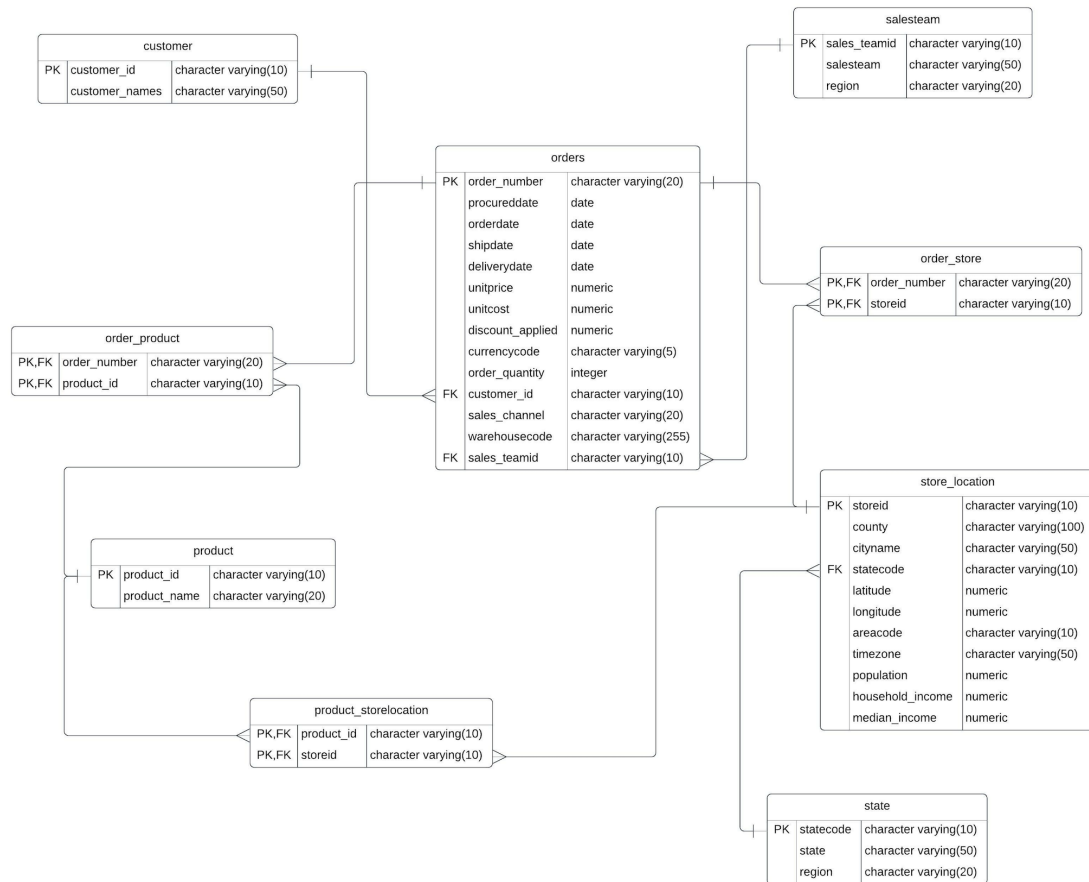 customer
PK customer_id character varying(10)
customer_names character varying(50)
salesteam
PK sales_teamid character varying(10)
salesteam character varying(50)
region character varying(20)
orders
PK order_number character varying(20)
procureddate date
orderdate date
shipdate date
deliverydate date
unitprice numeric
unitcost numeric
discount_applied numeric
currencycode character varying(5)
order_quantity integer
FK customer_id character varying(10)
sales_channel character varying(20)
warehousecode character varying(255)
FK sales_teamid character varying(10)
order_store
PK,FK order_number character varying(20)
PK,FK storeid character varying(10)
order_product
PK,FK order_number character varying(20)
PK,FK product_id character varying(10)
store_location
PK storeid character varying(10)
county character varying(100)
cityname character varying(50)
FK statecode character varying(10)
latitude numeric
longitude numeric
areacode character varying(10)
timezone character varying(50)
population numeric
household_income numeric
median_income numeric
product
PK product_id character varying(10)
product_name character varying(20)
product_storelocation
PK,FK product_id character varying(10)
PK,FK storeid character varying(10)
state
PK statecode character varying(10)
state character varying(50)
region character varying(20)